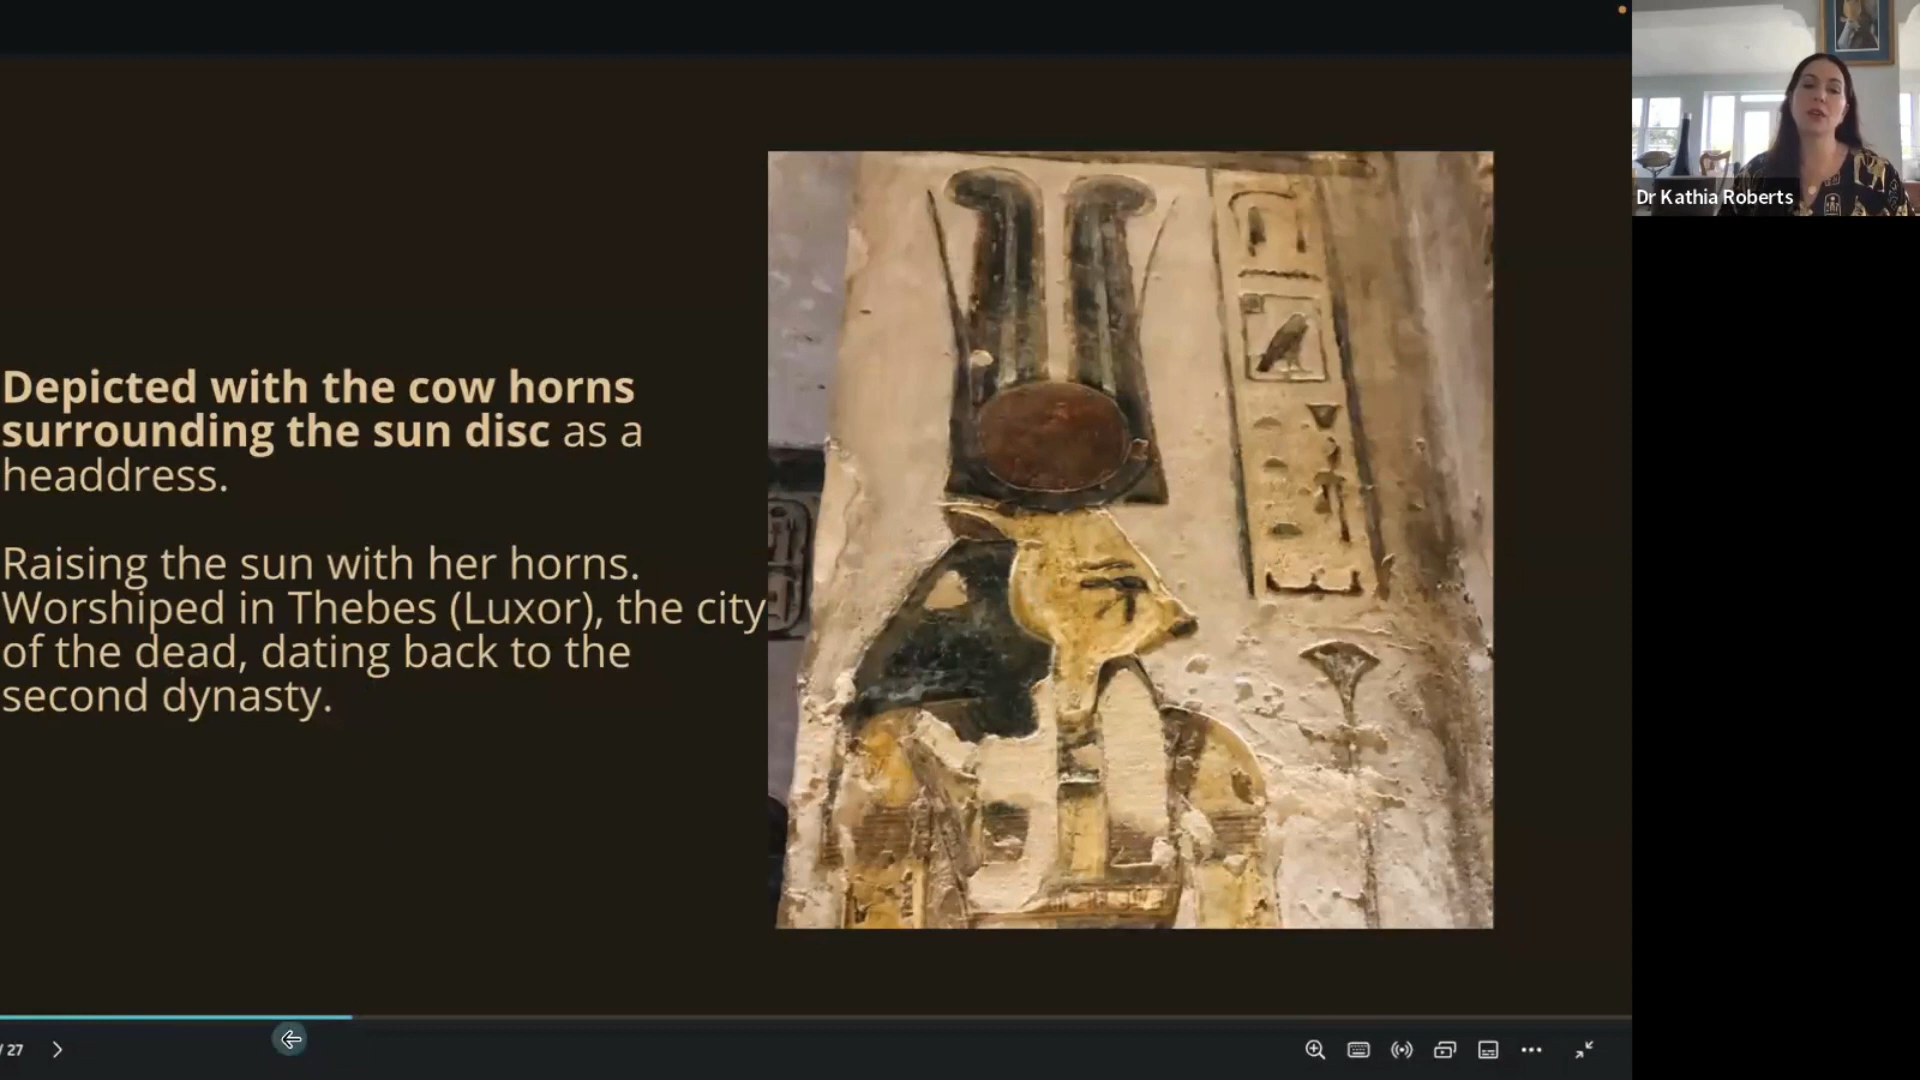 Depicted with the cow horns
surrounding the sun disc as a
headdress.
Raising the sun with her horns.
Worshiped in Thebes (Luxor), the city
of the dead, dating back to the
second dynasty.
Dr Kathia Roberts
/ 27